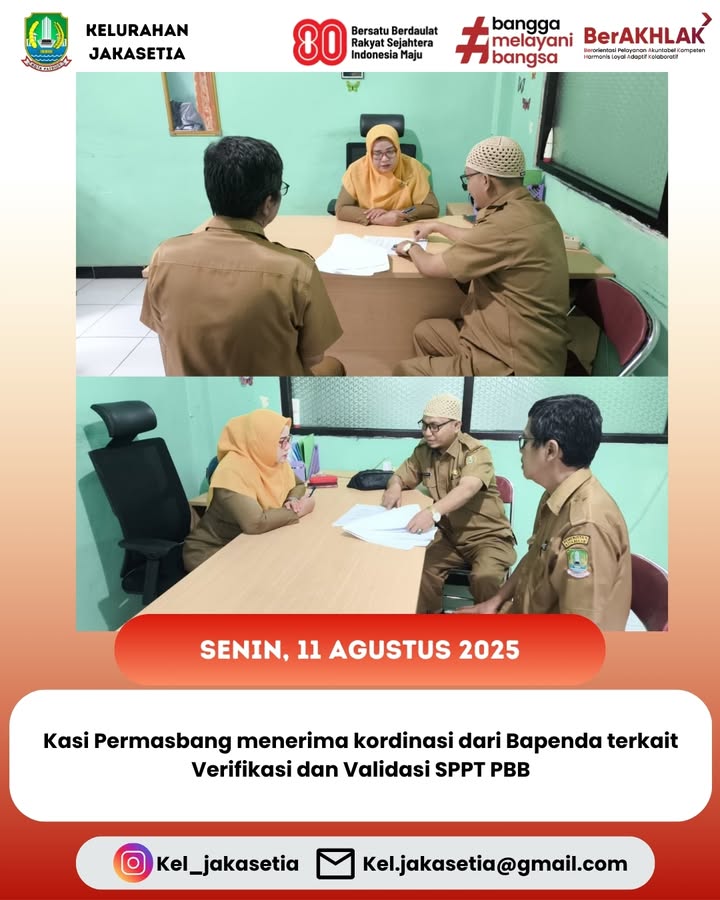 KELURAHAN
JAKASETIA
80
Bersatu Berdaulat
Rakyat Sejahtera
Indonesia Maju
#bangga
melayani
bangsa
BerAKHLAK
Berorientasi Pelayanan Akuntabel Kompeten
Harmonis Loyal Adaptif Kolaboratif
SENIN, 11 AGUSTUS 2025
Kasi Permasbang menerima kordinasi dari Bapenda terkait
Verifikasi dan Validasi SPPT PBB
Kel_jakasetia
Kel.jakasetia@gmail.com